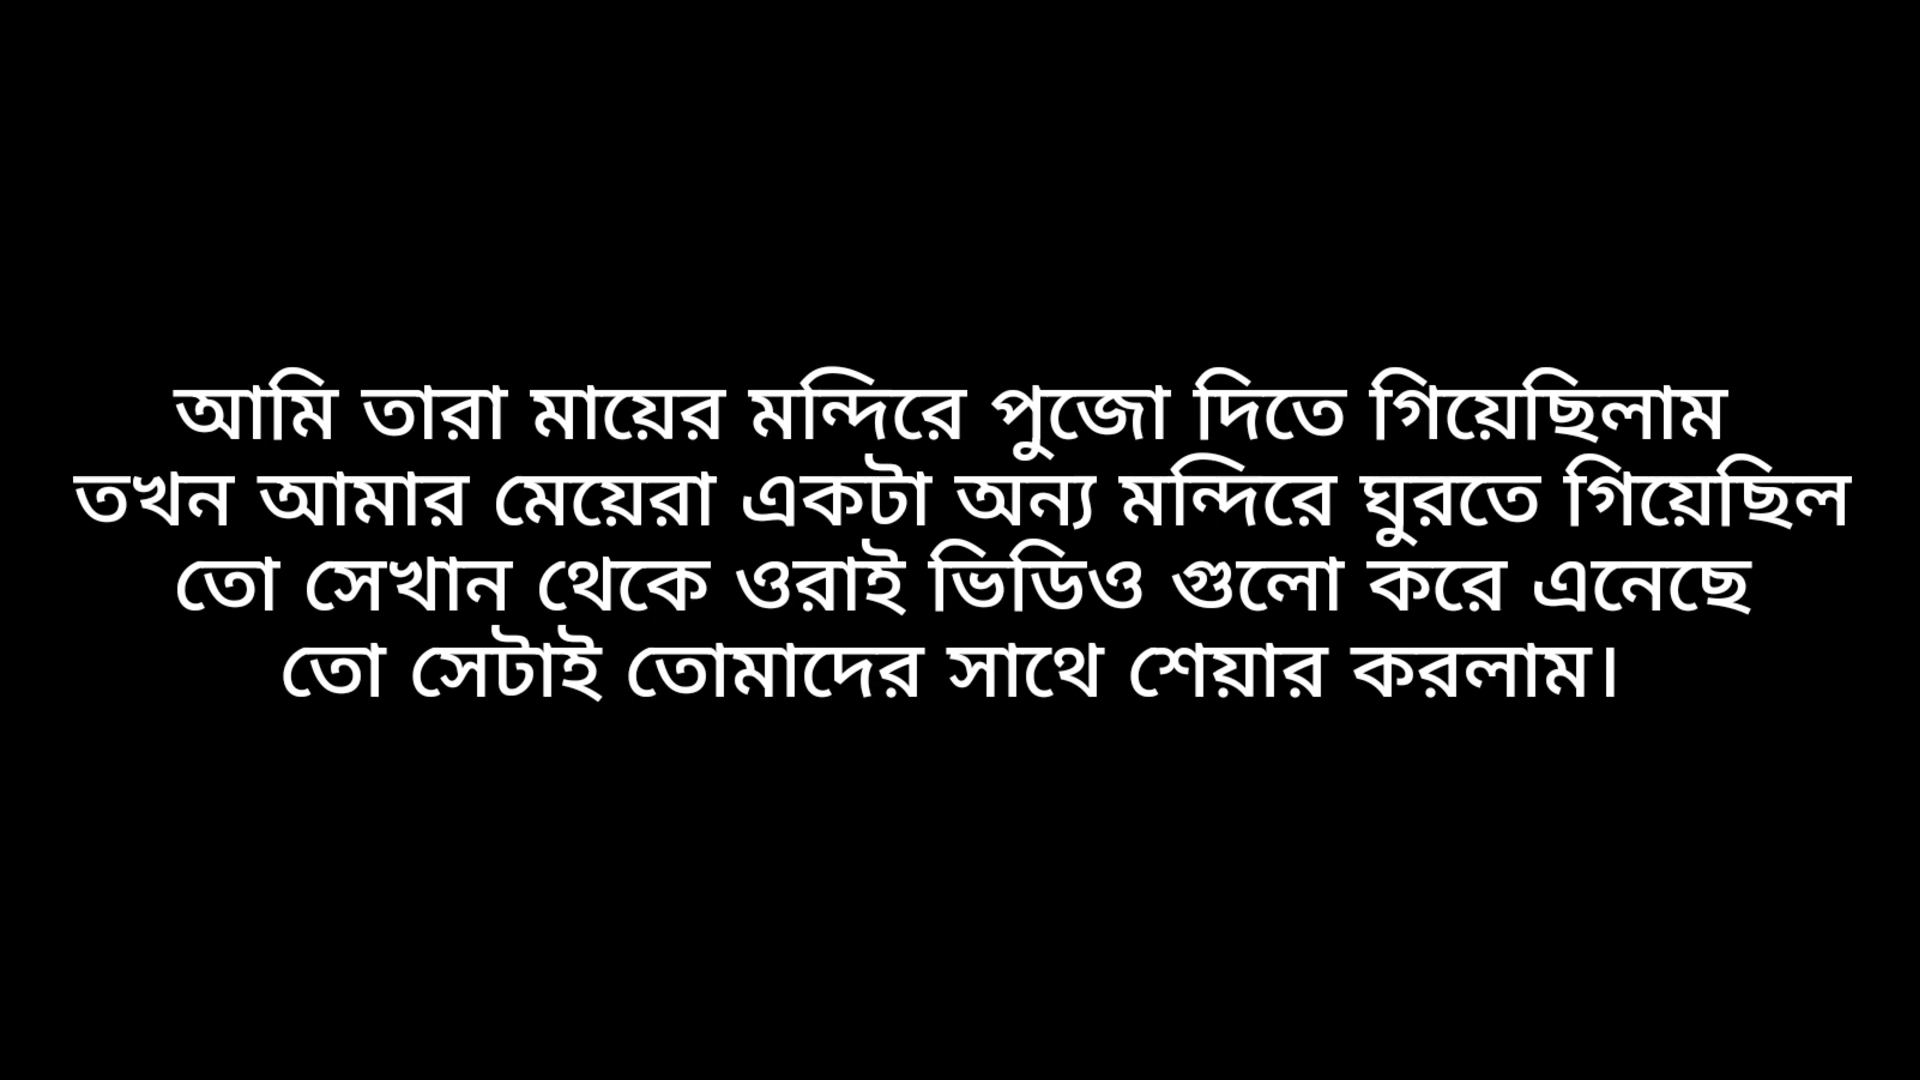 আমি তারা মায়ের মন্দিরে পুজো দিতে গিয়েছিলাম
তখন আমার মেয়েরা একটা অন্য মন্দিরে ঘুরতে গিয়েছিল
তো সেখান থেকে ওরাই ভিডিও গুলো করে এনেছে
তো সেটাই তোমাদের সাথে শেয়ার করলাম।